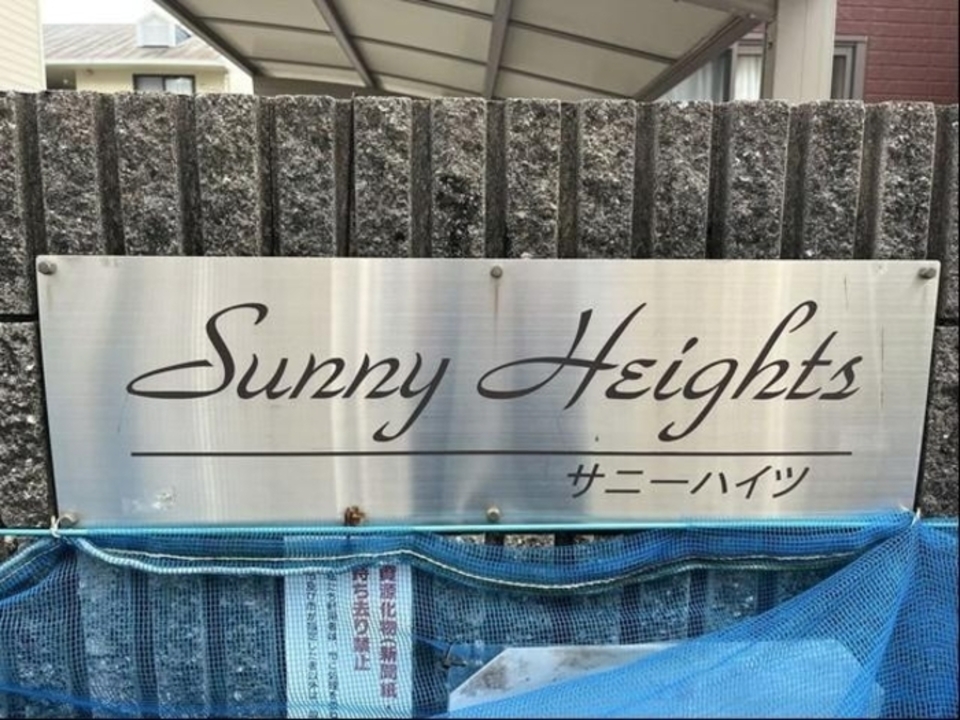 Sunny Heights
サニーハイツ
資源化物(新聞紙
持ち去り禁止